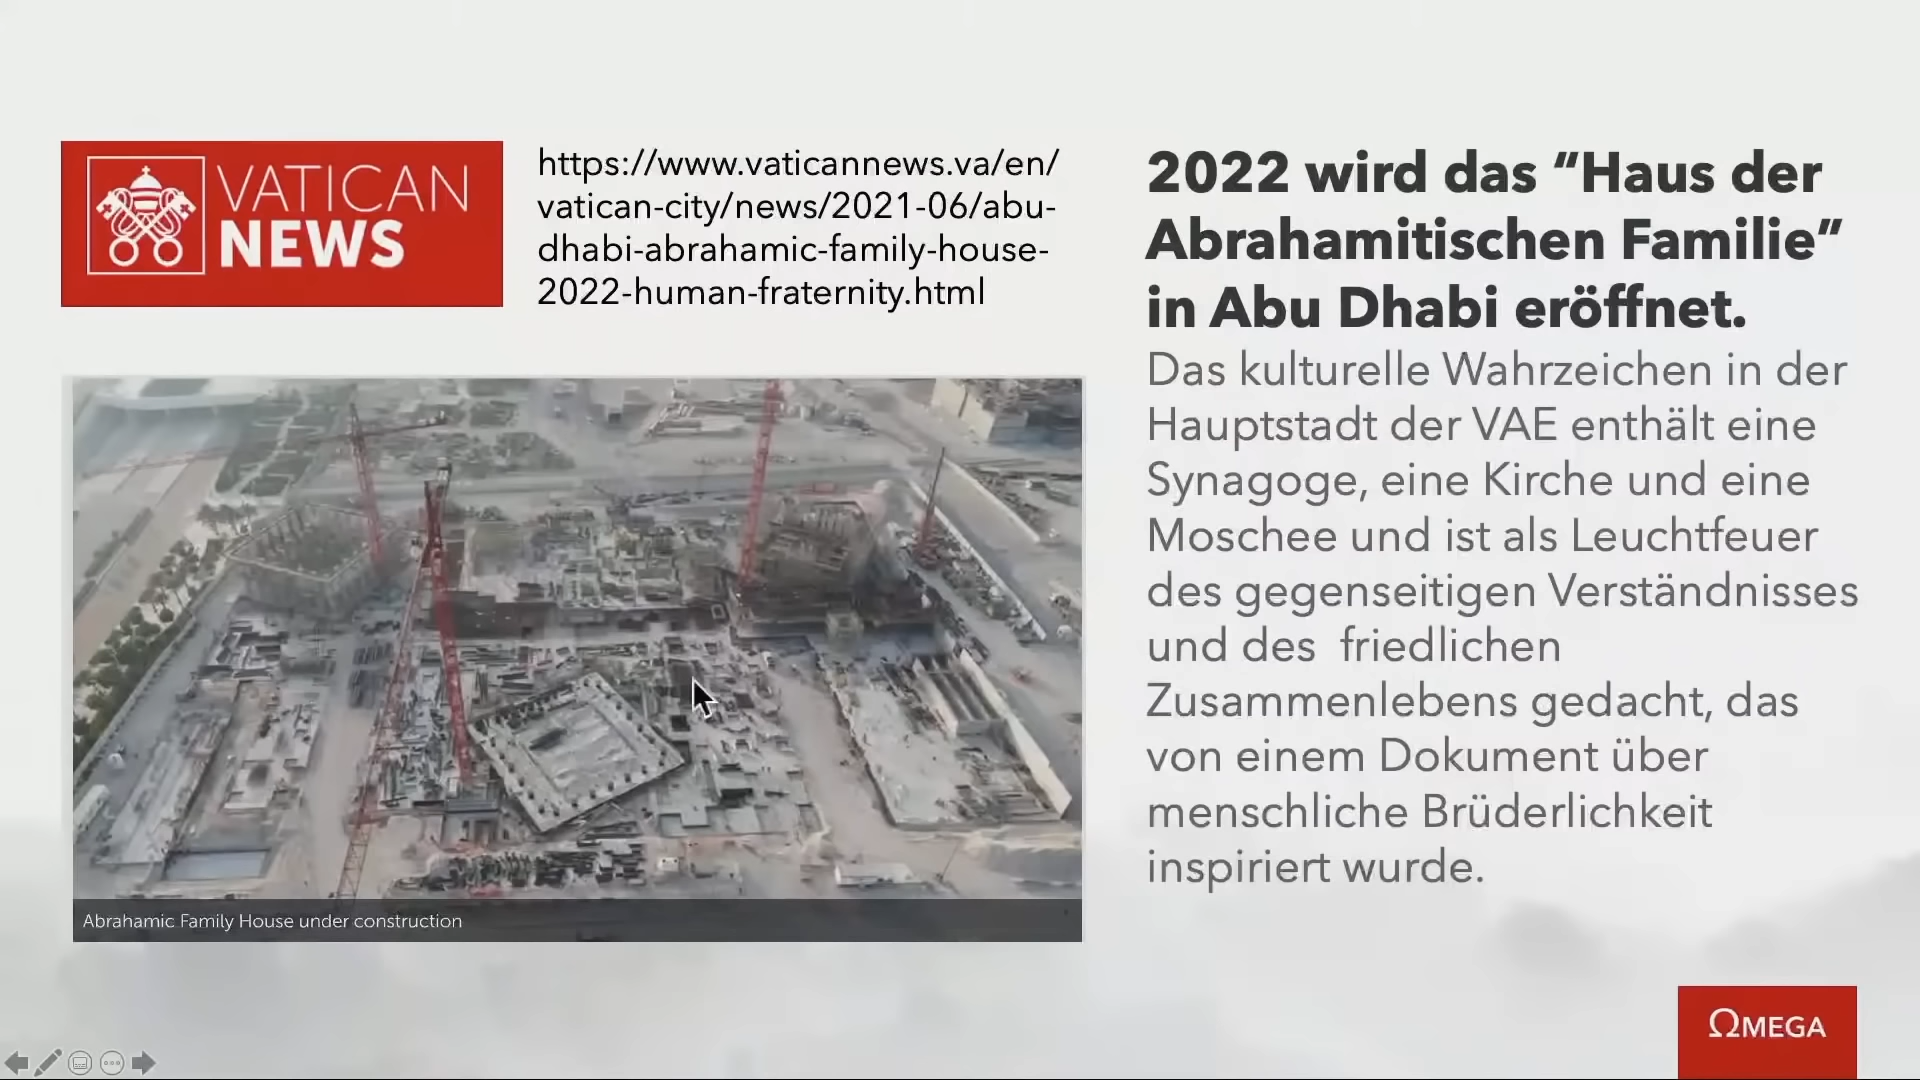 VATICAN
NEWS
https://www.vaticannews.va/en/
vatican-city/news/2021-06/abu-
dhabi-abrahamic-family-house-
2022-human-fraternity.html
2022 wird das “Haus der
Abrahamitischen Familie”
in Abu Dhabi eröffnet.
Das kulturelle Wahrzeichen in der
Hauptstadt der VAE enthält eine
Synagoge, eine Kirche und eine
Moschee und ist als Leuchtfeuer
des gegenseitigen Verständnisses
und des friedlichen
Zusammenlebens gedacht, das
von einem Dokument über
menschliche Brüderlichkeit
inspiriert wurde.
Abrahamic Family House under construction
ΩMEGA